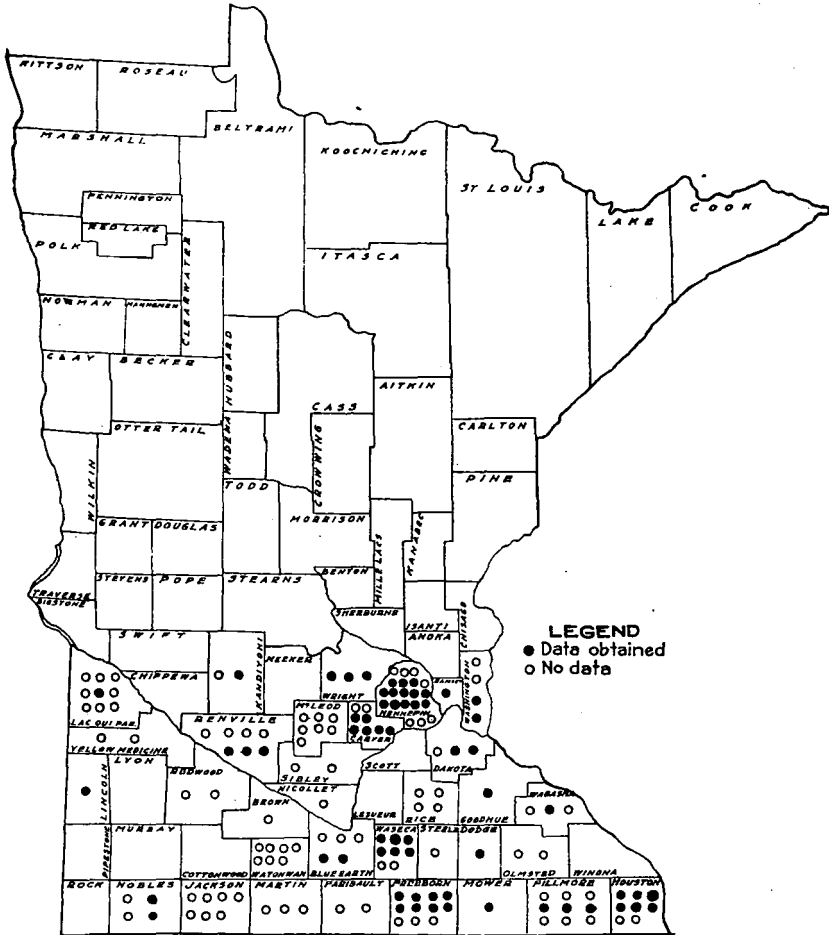 KITTSON
ROSEAU
BELTRAMI
MARSHALL
KOOCHICHING
ST LOUIS
LAKE
COOK
PENNINGTON
RED LAKE
POLK
CLEARWATER
ITASCA
NORMAN
MAHNOMEN
HUBBARD
CLAY
BECKER
AITKIN
CASS
CROWWING
OTTER TAIL
WADENA
CARLTON
WILKIN
TODD
PINE
MORRISON
GRANT
DOUGLAS
MILLE LACS
KANABEC
STEVENS
POPE
STEARNS
BENTON
TRAVERSE
BIGSTONE
SHERBURNE
ISANTI
CHISAGO
ANOKA
SWIFT
LEGEND
Data obtained
No data
KANDIYOHI
MEEKER
CHIPPEWA
WRIGHT
RAMSEY
WASHINGTON
HENNEPIN
LAC QUI PAR
RENVILLE
McLEOD
CARVER
YELLOW MEDICINE
LYON
REDWOOD
SIBLEY
SCOTT
DAKOTA
NICOLLET
LINCOLN
BROWN
LESUEUR
RICE
GOODHUE
WABASHA
PIPESTONE
MURRAY
COTTONWOOD
WATONWAN
BLUE EARTH
WASECA
STEELE
DODGE
OLMSTED
WINONA
ROCK
NOBLES
JACKSON
MARTIN
FARIBAULT
FREEBORN
MOWER
FILLMORE
HOUSTON